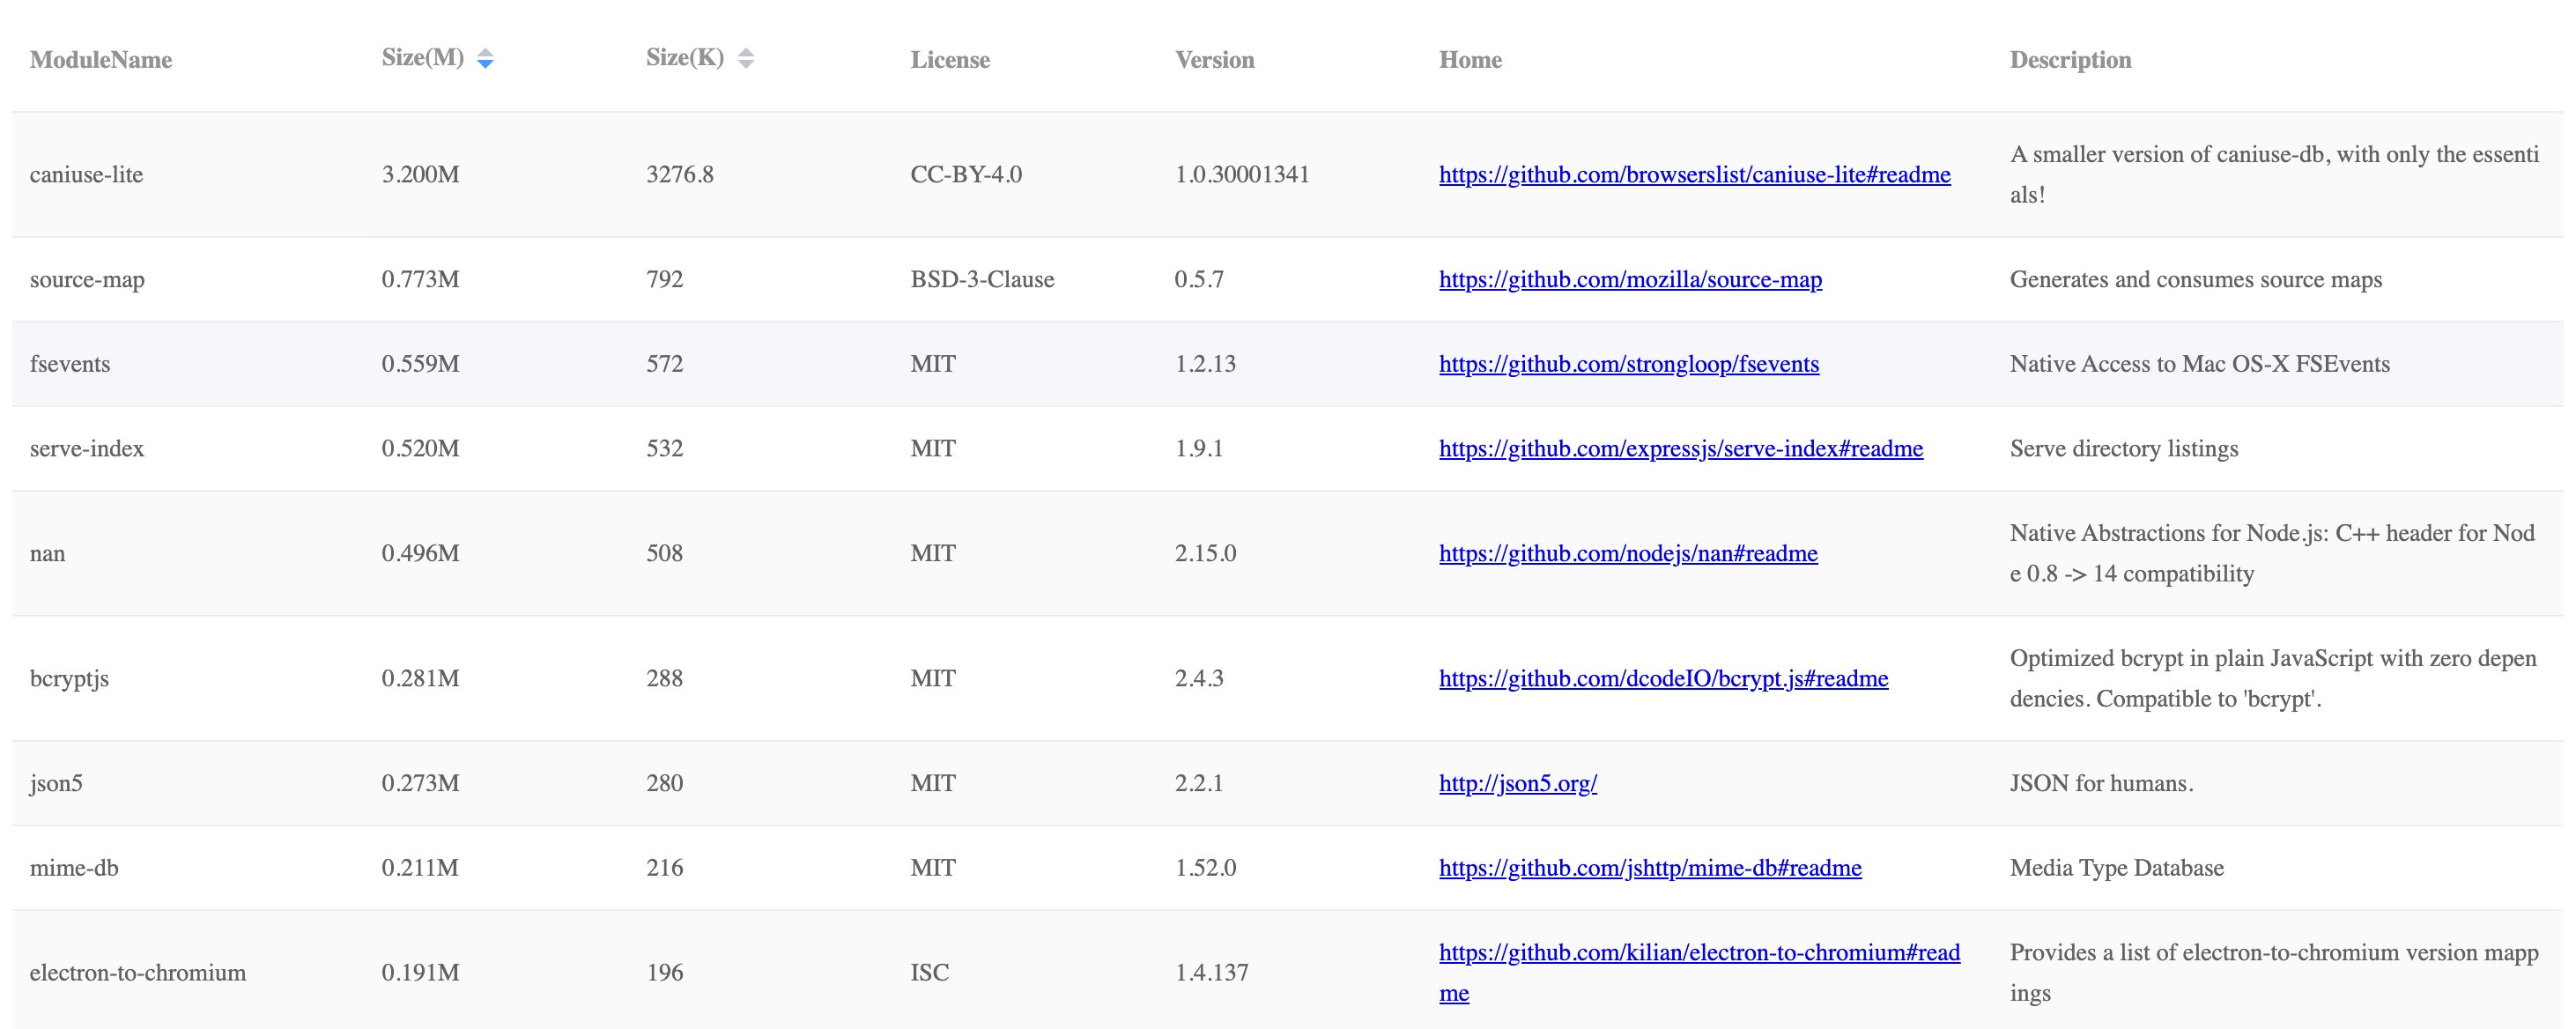 ModuleName Size(M) Size(K) License Version Home Description
caniuse-lite 3.200M 3276.8 CC-BY-4.0 1.0.30001341 https://github.com/browserslist/caniuse-lite#readme A smaller version of caniuse-db, with only the essenti
als!
source-map 0.773M 792 BSD-3-Clause 0.5.7 https://github.com/mozilla/source-map Generates and consumes source maps
fsevents 0.559M 572 MIT 1.2.13 https://github.com/strongloop/fsevents Native Access to Mac OS-X FSEvents
serve-index 0.520M 532 MIT 1.9.1 https://github.com/expressjs/serve-index#readme Serve directory listings
nan 0.496M 508 MIT 2.15.0 https://github.com/nodejs/nan#readme Native Abstractions for Node.js: C++ header for Nod
e 0.8 -> 14 compatibility
bcryptjs 0.281M 288 MIT 2.4.3 https://github.com/dcodeIO/bcrypt.js#readme Optimized bcrypt in plain JavaScript with zero depen
dencies. Compatible to 'bcrypt'.
json5 0.273M 280 MIT 2.2.1 http://json5.org/ JSON for humans.
mime-db 0.211M 216 MIT 1.52.0 https://github.com/jshttp/mime-db#readme Media Type Database
electron-to-chromium 0.191M 196 ISC 1.4.137 https://github.com/kilian/electron-to-chromium#read Provides a list of electron-to-chromium version mapp
me ings